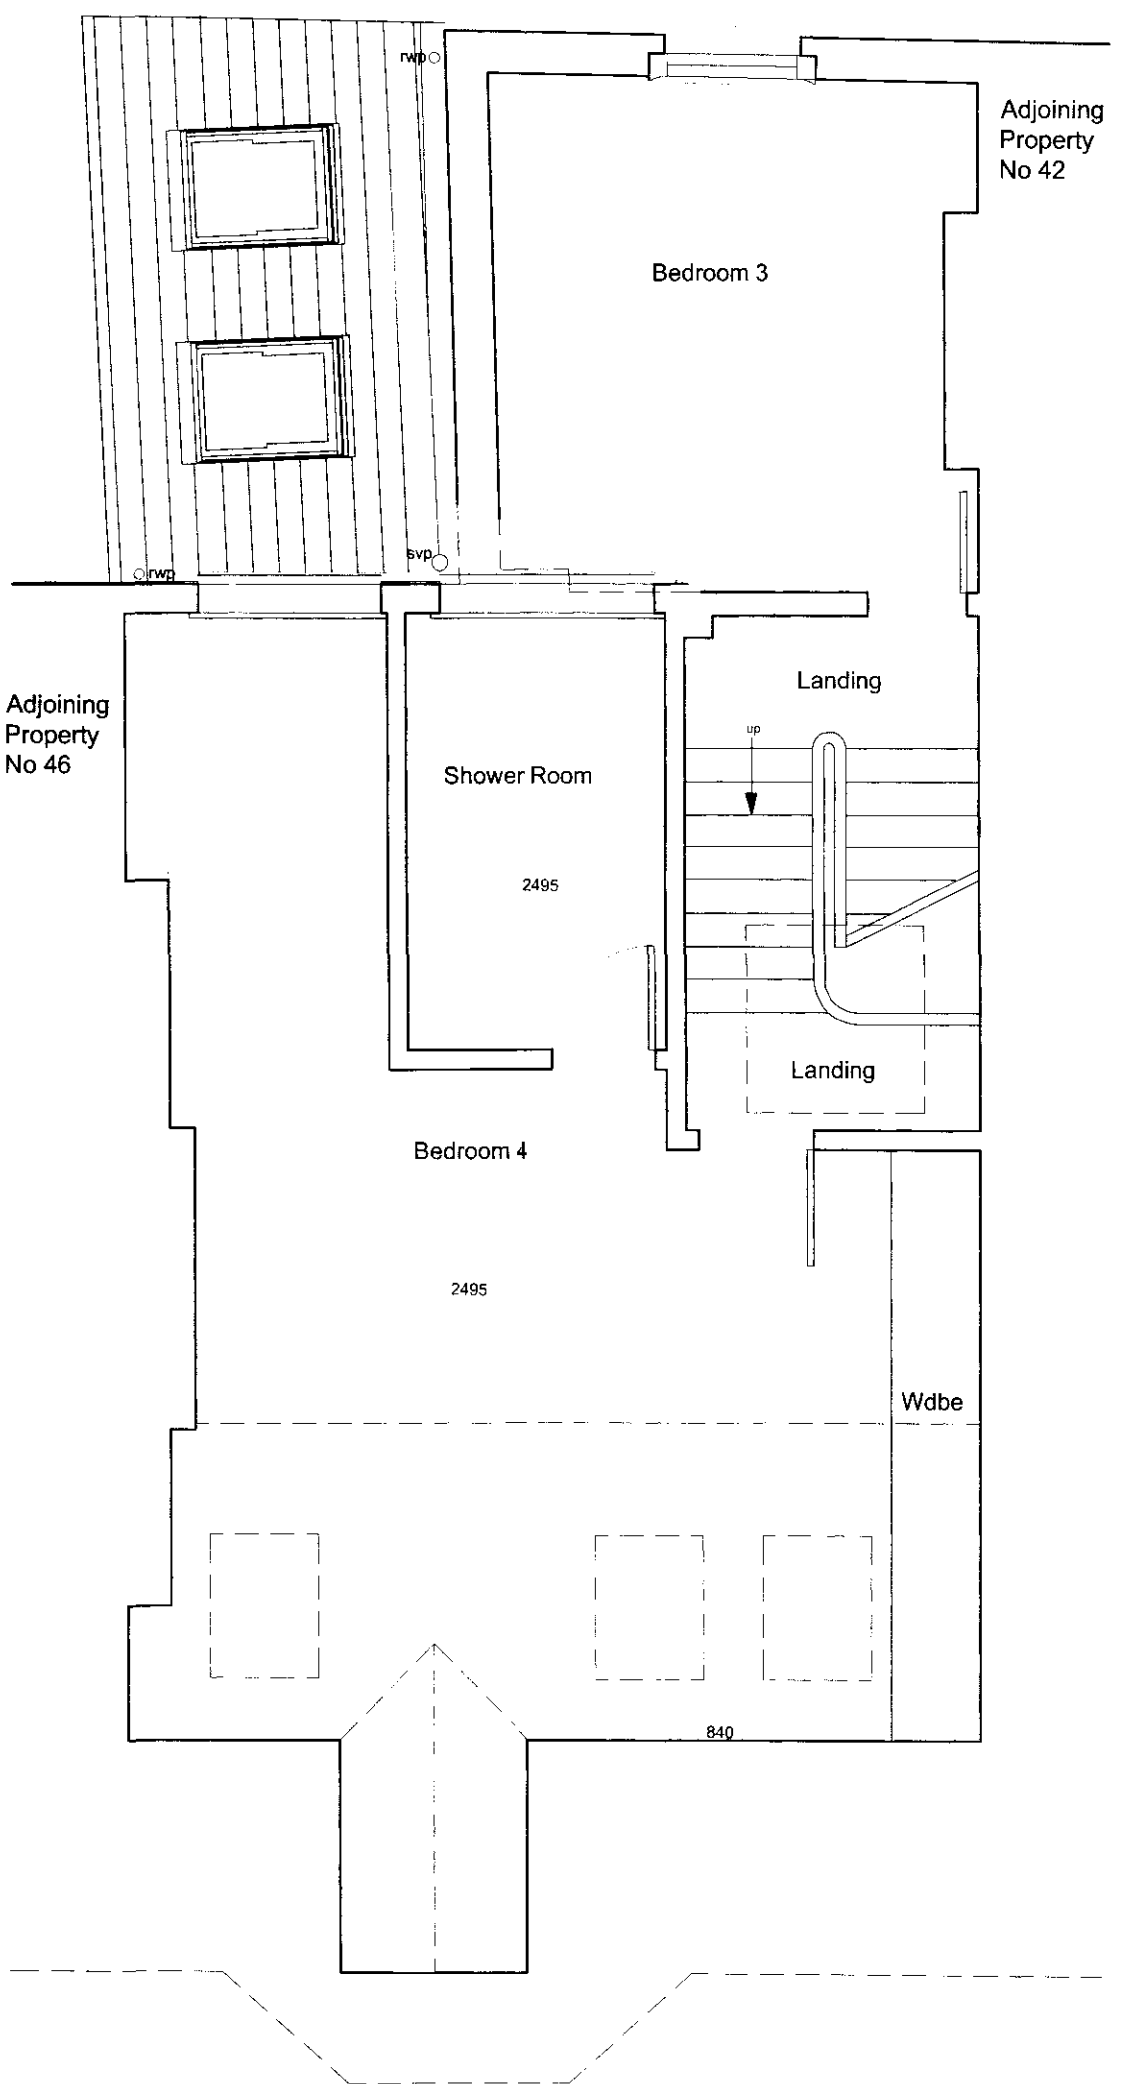 rwp
Adjoining
Property
No 42
Bedroom 3
svp
rwp
Landing
Adjoining
Property
No 46
up
Shower Room
2495
Landing
Bedroom 4
2495
Wdbe
840